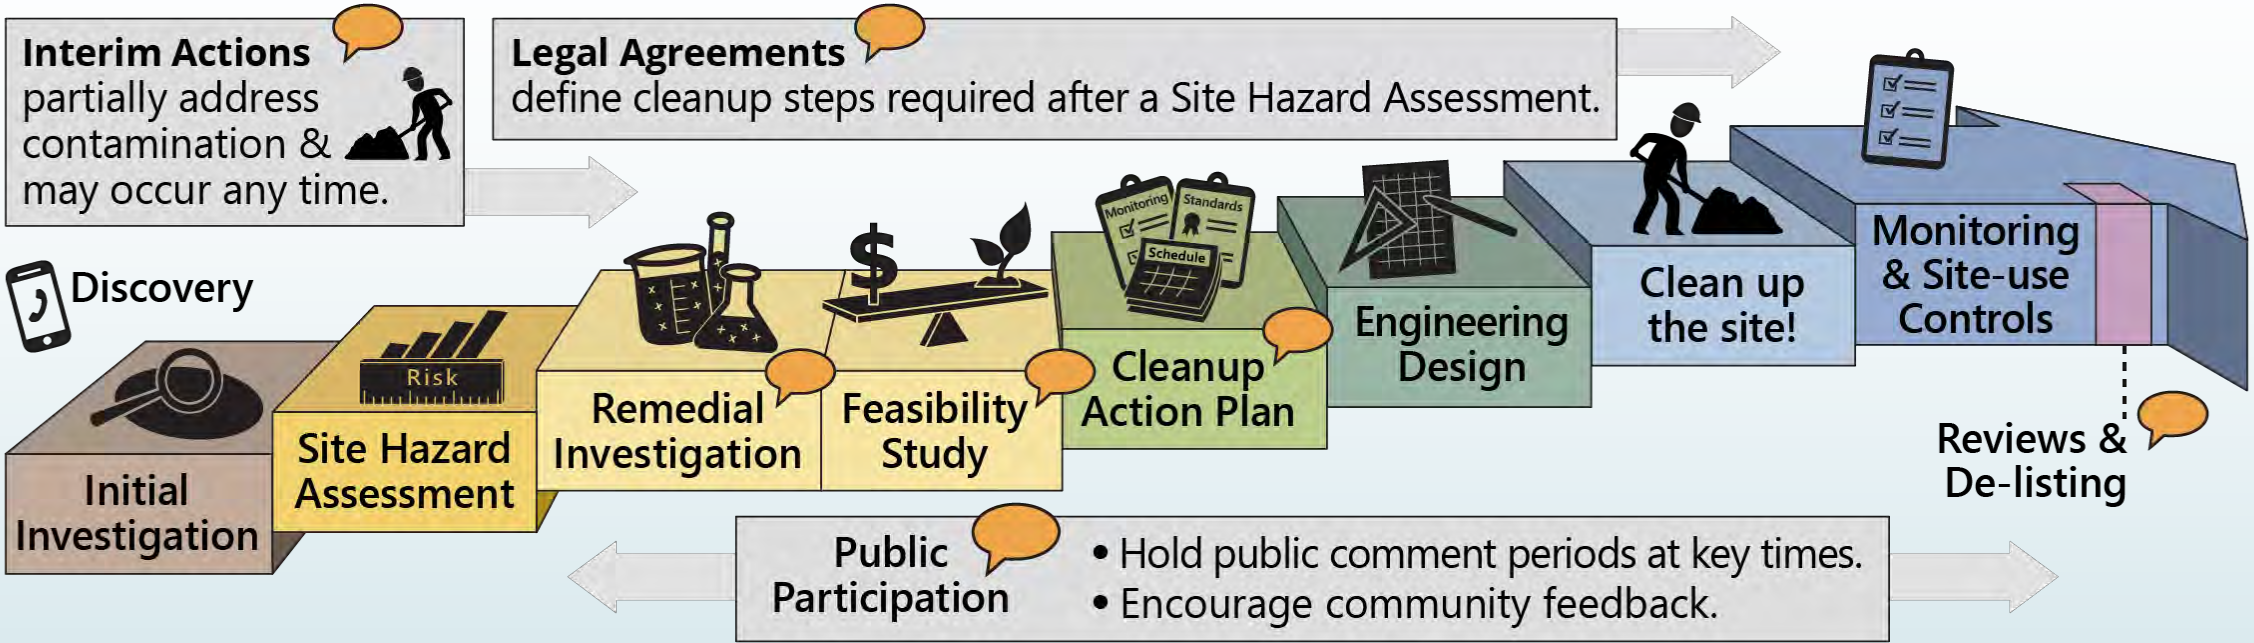 Interim Actions
partially address
contamination &
may occur any time.
Legal Agreements
define cleanup steps required after a Site Hazard Assessment.
Discovery
Initial
Investigation
Risk
Site Hazard
Assessment
Remedial
Investigation
$
Feasibility
Study
Monitoring
Standards
Schedule
Cleanup
Action Plan
Engineering
Design
Clean up
the site!
Monitoring
& Site-use
Controls
Reviews &
De-listing
Public
Participation
• Hold public comment periods at key times.
• Encourage community feedback.